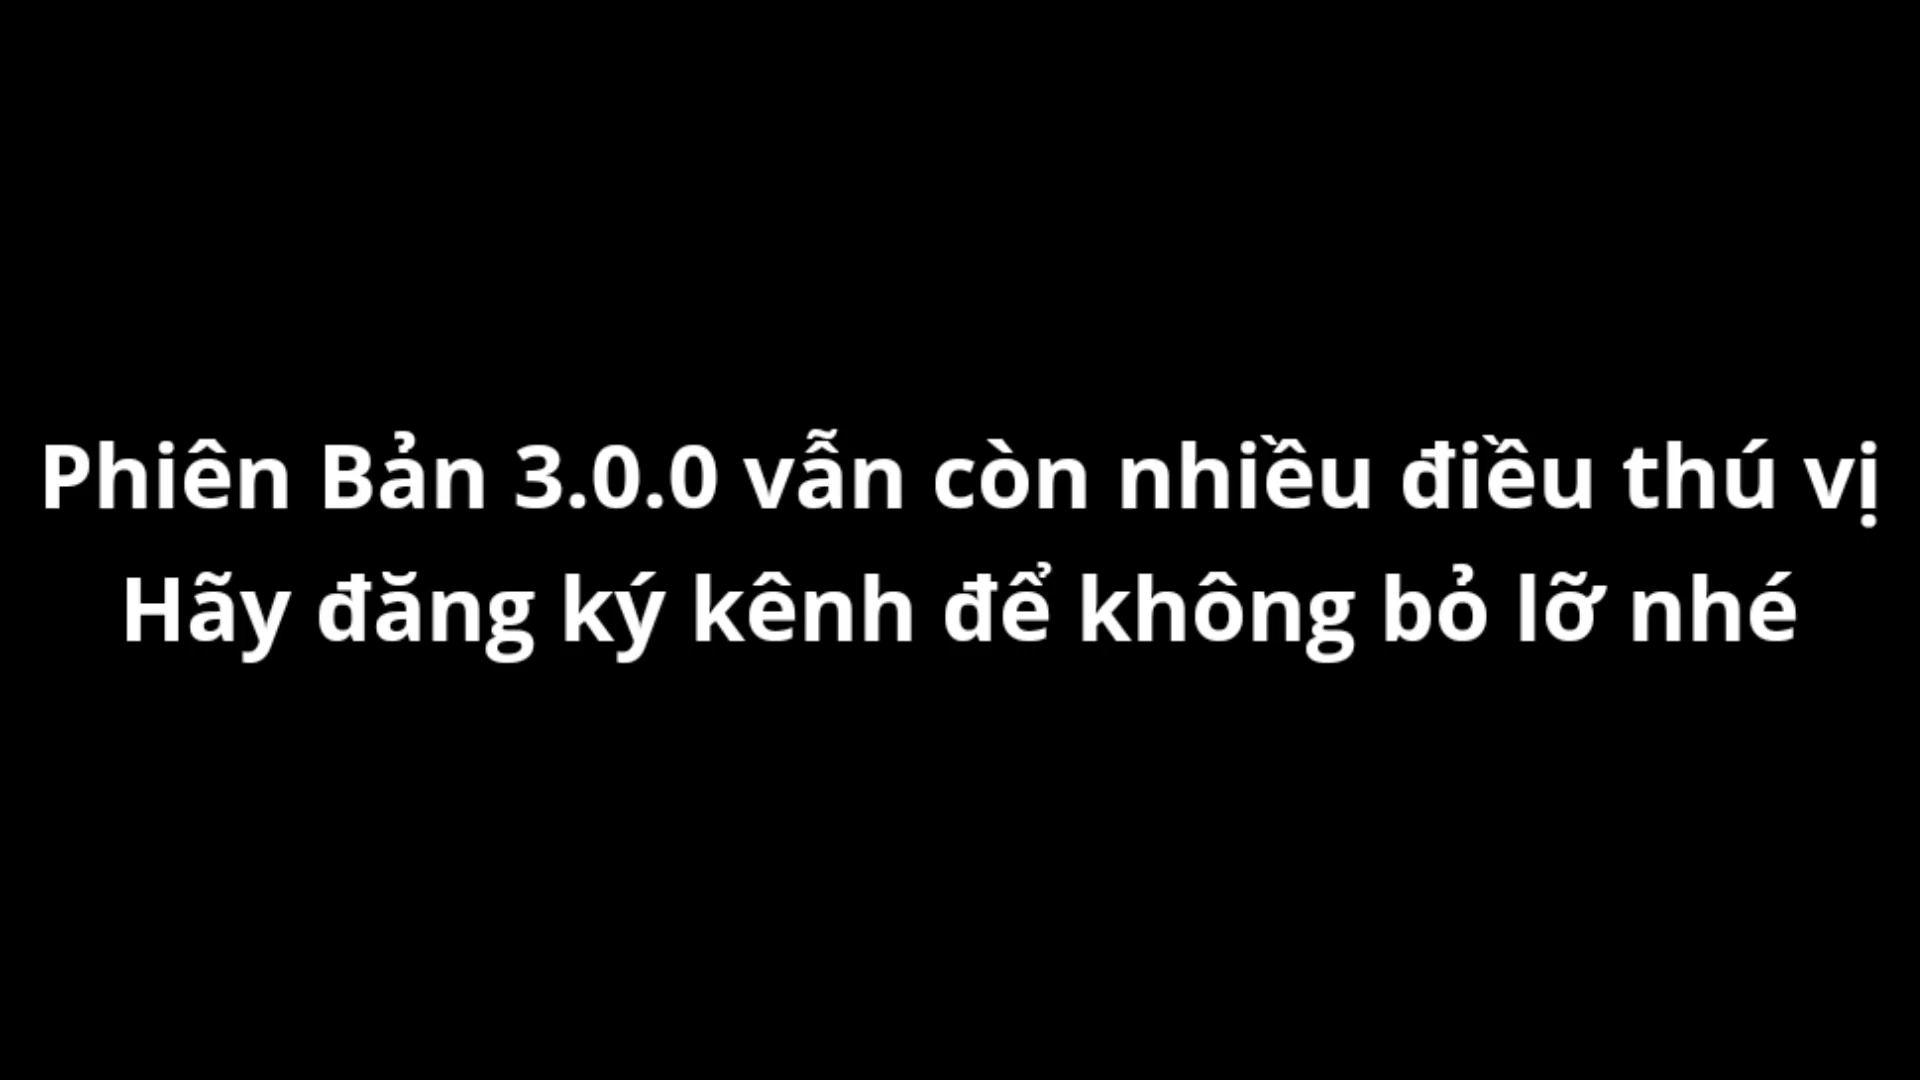 Phiên Bản 3.0.0 vẫn còn nhiều điều thú vị
Hãy đăng ký kênh để không bỏ lỡ nhé